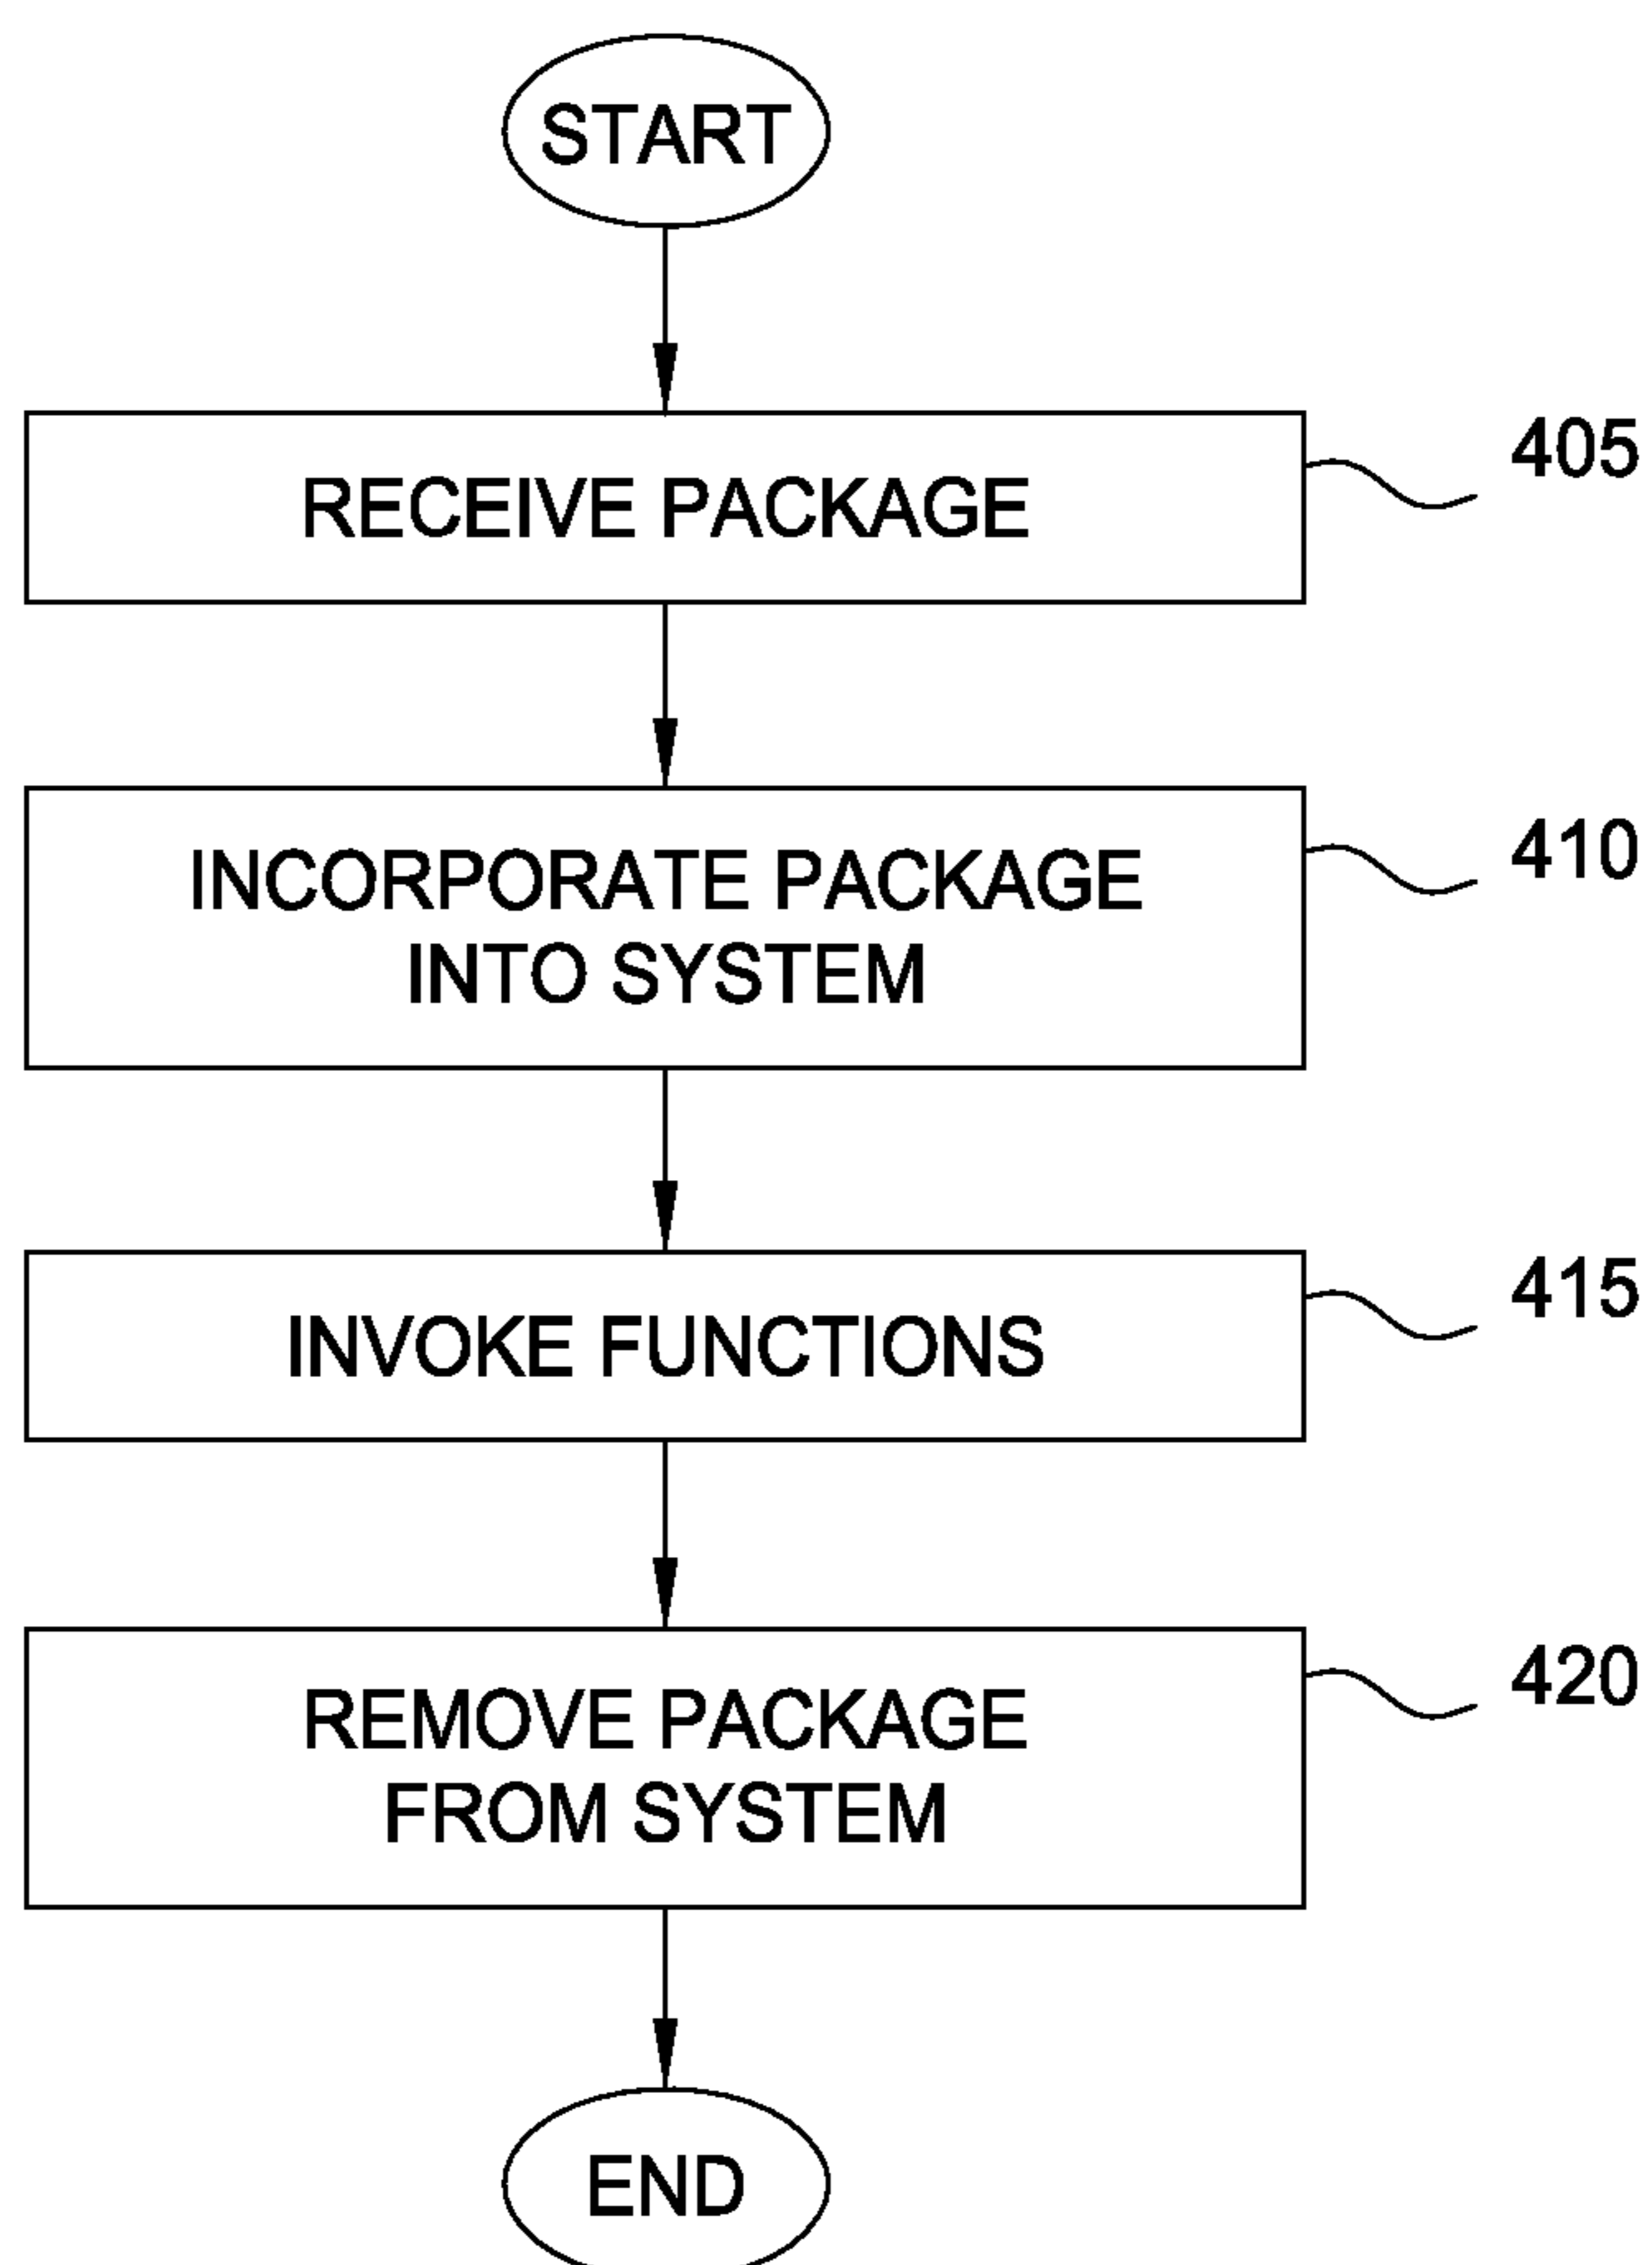 START
RECEIVE PACKAGE
405
INCORPORATE PACKAGE
INTO SYSTEM
410
INVOKE FUNCTIONS
415
REMOVE PACKAGE
FROM SYSTEM
420
END